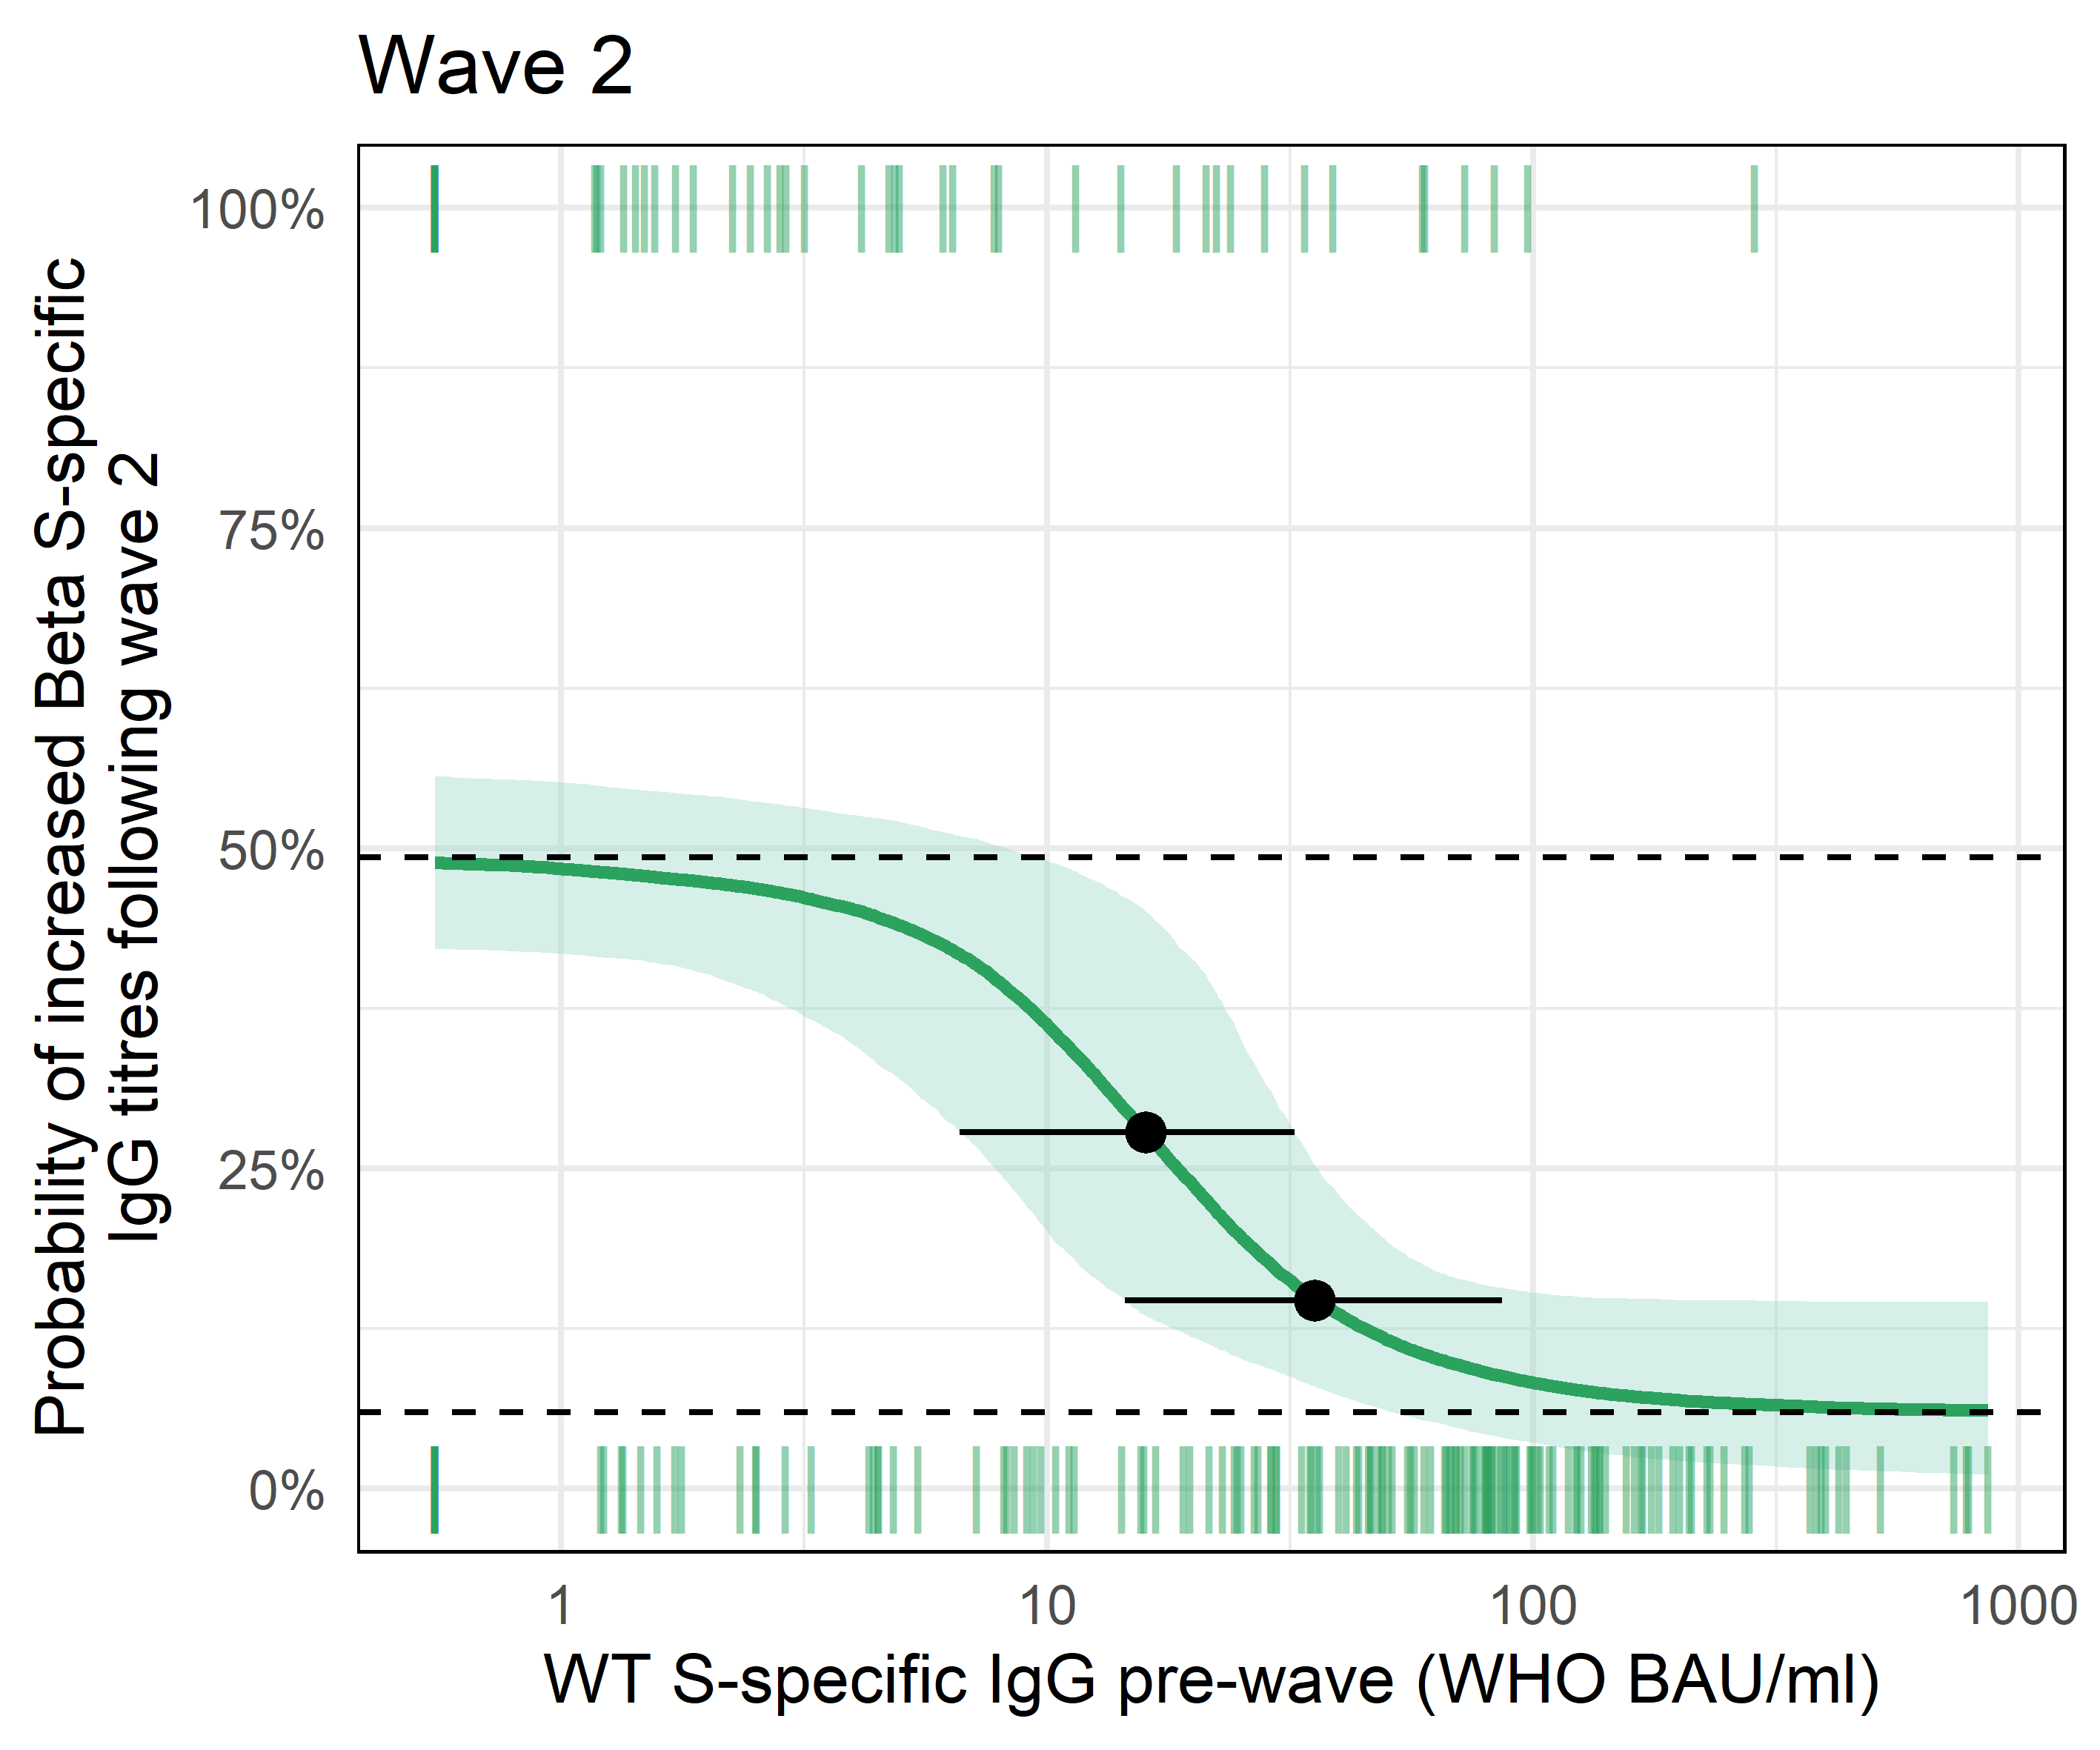 Wave 2
Probability of increased Beta S-specific
IgG titres following wave 2
100%
75%
50%
25%
0%
1 10 100 1000
WT S-specific IgG pre-wave (WHO BAU/ml)